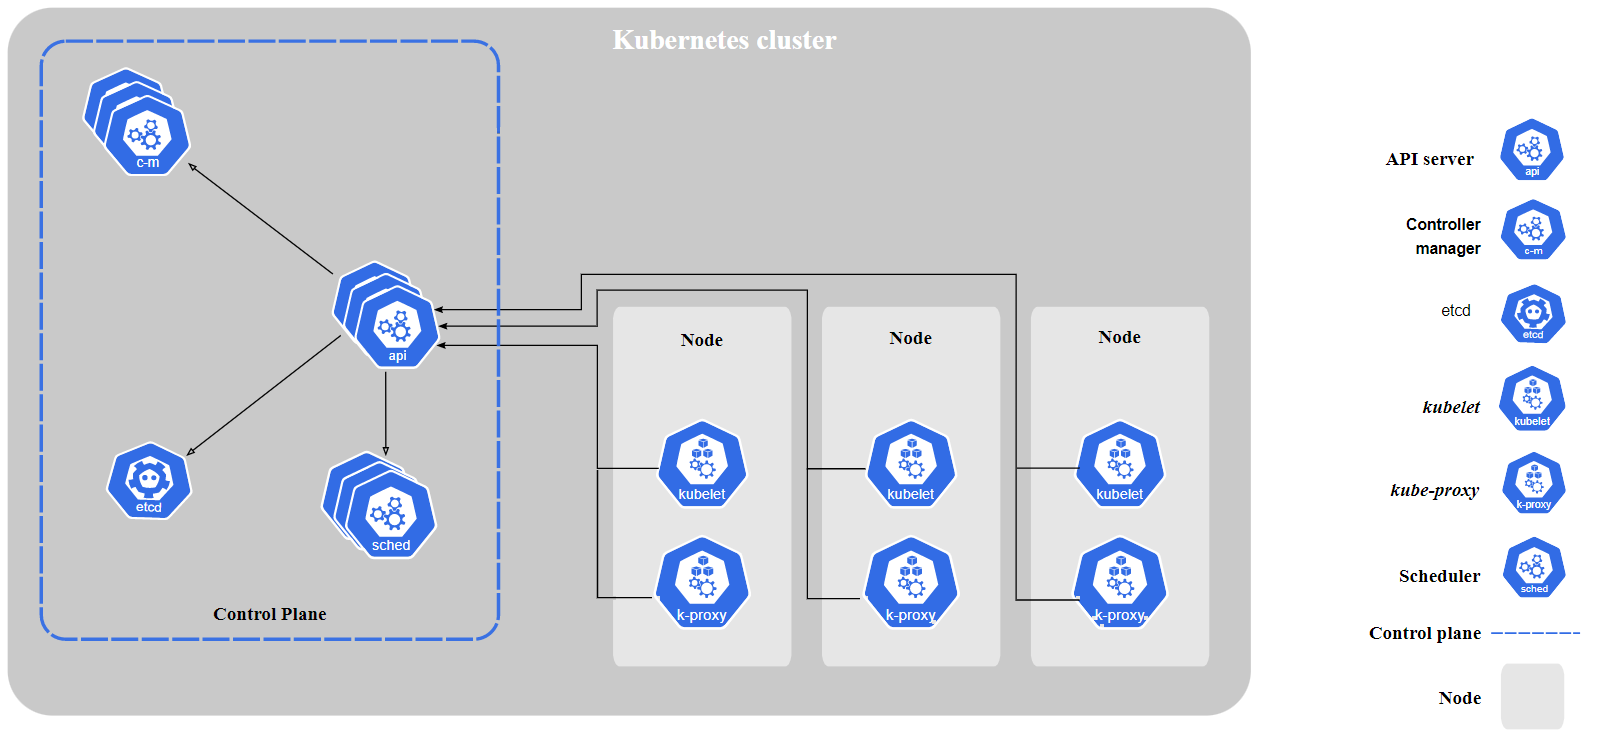 Kubernetes cluster
c-m
api
etcd
sched
Control Plane
Node
kubelet
k-proxy
Node
kubelet
k-proxy
Node
kubelet
k-proxy
API server
api
Controller
manager
c-m
etcd
etcd
kubelet
kubelet
kube-proxy
k-proxy
Scheduler
sched
Control plane
Node